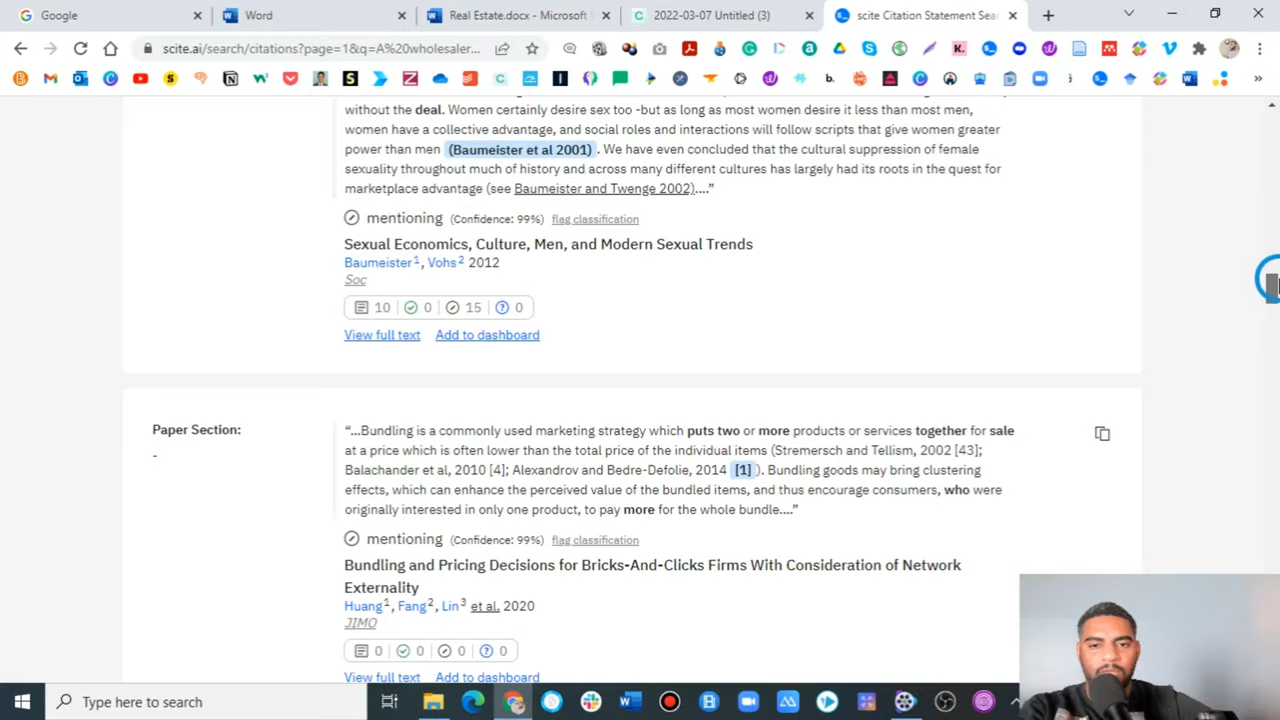 Google
Word
Real Estate.docx - Microsoft
2022-03-07 Untitled (3)
scite Citation Statement Sea
scite.ai/search/citations?page=1&q=A%20wholesaler...
without the deal. Women certainly desire sex too -but as long as most women desire it less than most men,
women have a collective advantage, and social roles and interactions will follow scripts that give women greater
power than men (Baumeister et al 2001) . We have even concluded that the cultural suppression of female
sexuality throughout much of history and across many different cultures has largely had its roots in the quest for
marketplace advantage (see Baumeister and Twenge 2002)....”
mentioning (Confidence: 99%) flag classification
Sexual Economics, Culture, Men, and Modern Sexual Trends
Baumeister1, Vohs2 2012
Soc
10 0 15 0
View full text Add to dashboard
Paper Section:
-
“...Bundling is a commonly used marketing strategy which puts two or more products or services together for sale
at a price which is often lower than the total price of the individual items (Stremersch and Tellism, 2002 [43];
Balachander et al, 2010 [4]; Alexandrov and Bedre-Defolie, 2014 [1] ). Bundling goods may bring clustering
effects, which can enhance the perceived value of the bundled items, and thus encourage consumers, who were
originally interested in only one product, to pay more for the whole bundle....”
mentioning (Confidence: 99%) flag classification
Bundling and Pricing Decisions for Bricks-And-Clicks Firms With Consideration of Network
Externality
Huang1, Fang2, Lin3 et al. 2020
JIMO
0 0 0 0
View full text Add to dashboard
Type here to search